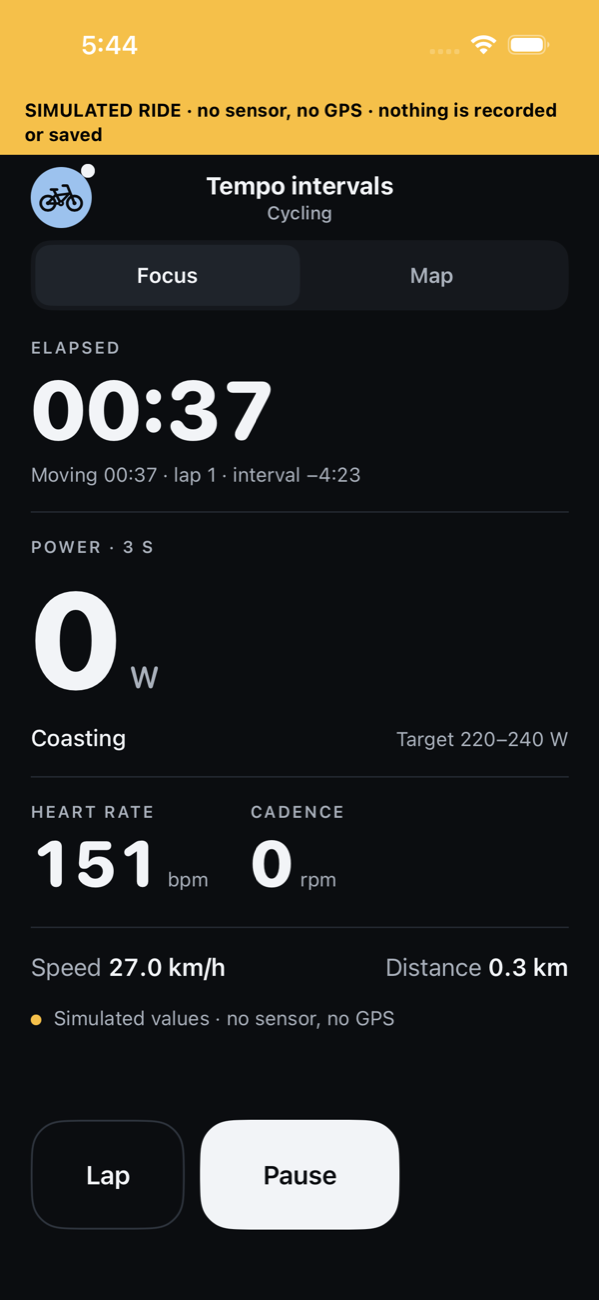 5:44
SIMULATED RIDE · no sensor, no GPS · nothing is recorded
or saved
Tempo intervals
Cycling
Focus
Map
ELAPSED
00:37
Moving 00:37 · lap 1 · interval −4:23
POWER · 3 S
0 W
Coasting
Target 220–240 W
HEART RATE
CADENCE
151 bpm
0 rpm
Speed 27.0 km/h
Distance 0.3 km
Simulated values · no sensor, no GPS
Lap
Pause